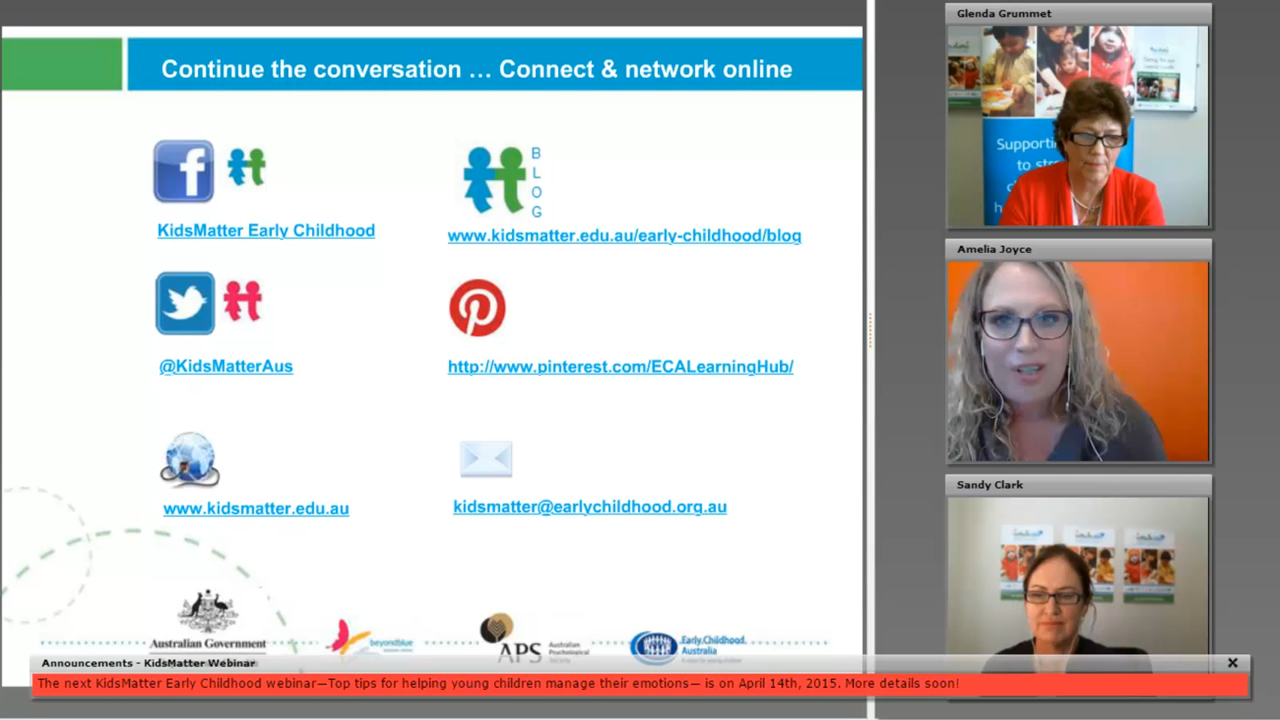 Continue the conversation … Connect & network online
B
L
O
G
KidsMatter Early Childhood
www.kidsmatter.edu.au/early-childhood/blog
@KidsMatterAus
http://www.pinterest.com/ECALearningHub/
www.kidsmatter.edu.au
kidsmatter@earlychildhood.org.au
Australian Government
beyondblue
APS
Australian
Psychological
Society
Early Childhood
Australia
Glenda Grummet
Supporti
to str
Amelia Joyce
Sandy Clark
Announcements - KidsMatter Webinar
The next KidsMatter Early Childhood webinar—Top tips for helping young children manage their emotions— is on April 14th, 2015. More details soon!